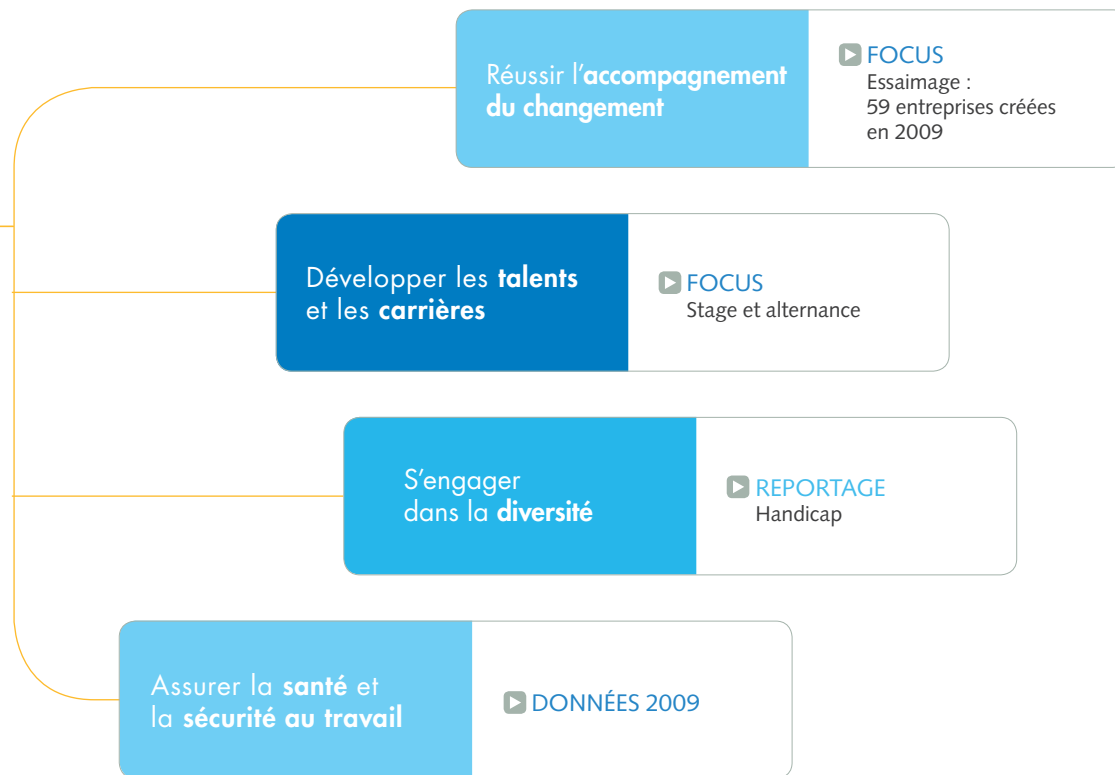 Réussir l'accompagnement
du changement
FOCUS
Essaimage :
59 entreprises créées
en 2009
Développer les talents
et les carrières
FOCUS
Stage et alternance
S'engager
dans la diversité
REPORTAGE
Handicap
Assurer la santé et
la sécurité au travail
DONNÉES 2009